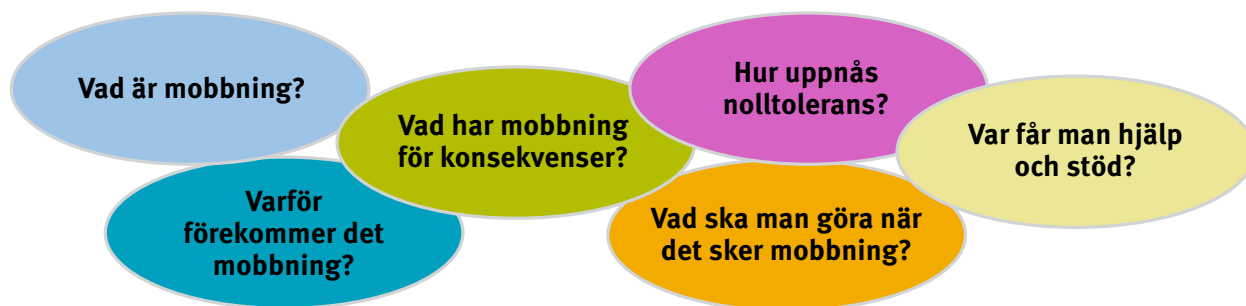 Vad är mobbning?
Varför
förekommer det
mobbning?
Vad har mobbning
för konsekvenser?
Hur uppnås
nolltolerans?
Vad ska man göra när
det sker mobbning?
Var får man hjälp
och stöd?